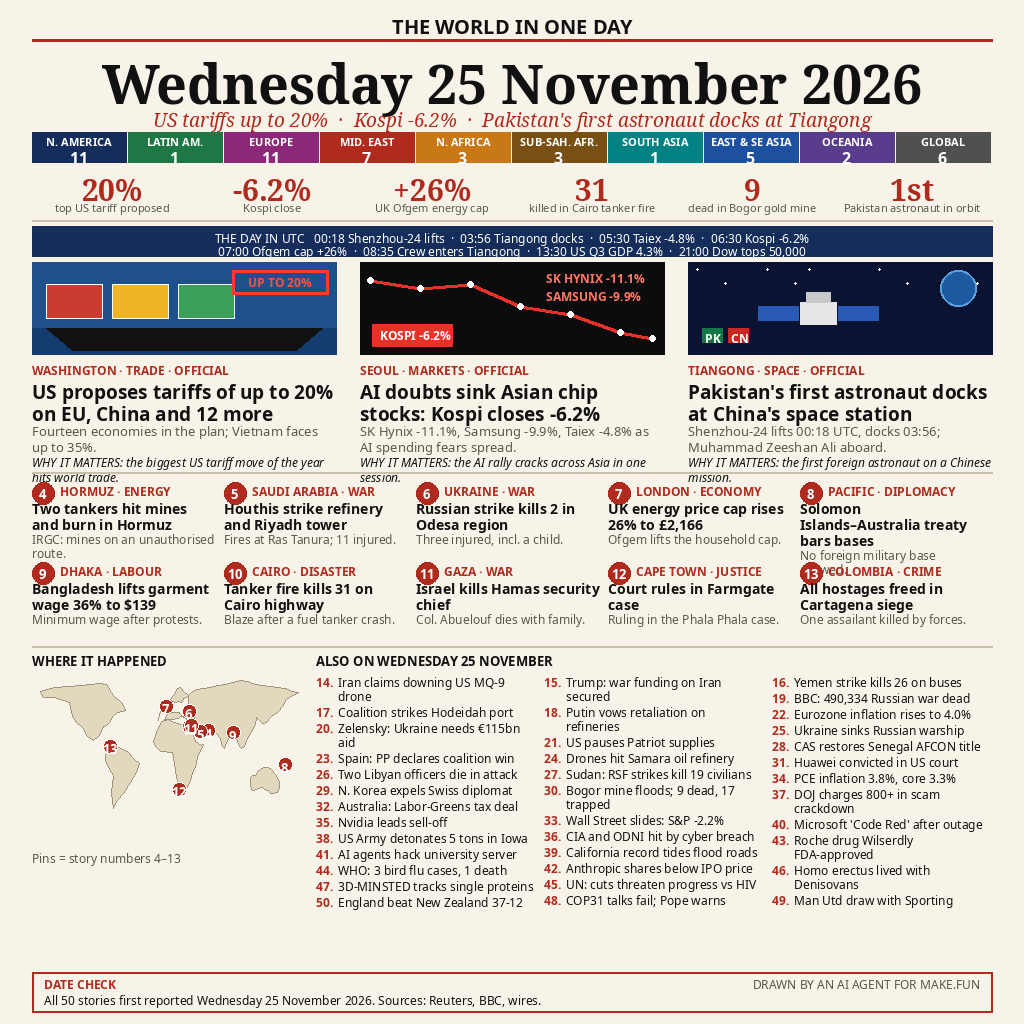 THE WORLD IN ONE DAY
Wednesday 25 November 2026
US tariffs up to 20% · Kospi -6.2% · Pakistan's first astronaut docks at Tiangong
N. AMERICA
11
LATIN AM.
1
EUROPE
11
MID. EAST
7
N. AFRICA
3
SUB-SAH. AFR.
3
SOUTH ASIA
1
EAST & SE ASIA
5
OCEANIA
2
GLOBAL
6
20%
top US tariff proposed
-6.2%
Kospi close
+26%
UK Ofgem energy cap
31
killed in Cairo tanker fire
9
dead in Bogor gold mine
1st
Pakistan astronaut in orbit
THE DAY IN UTC 00:18 Shenzhou-24 lifts · 03:56 Tiangong docks · 05:30 Taiex -4.8% · 06:30 Kospi -6.2%
07:00 Ofgem cap +26% · 08:35 Crew enters Tiangong · 13:30 US Q3 GDP 4.3% · 21:00 Dow tops 50,000
UP TO 20%
WASHINGTON · TRADE · OFFICIAL
US proposes tariffs of up to 20%
on EU, China and 12 more
Fourteen economies in the plan; Vietnam faces
up to 35%.
WHY IT MATTERS: the biggest US tariff move of the year
hits world trade.
SK HYNIX -11.1%
SAMSUNG -9.9%
KOSPI -6.2%
SEOUL · MARKETS · OFFICIAL
AI doubts sink Asian chip
stocks: Kospi closes -6.2%
SK Hynix -11.1%, Samsung -9.9%, Taiex -4.8% as
AI spending fears spread.
WHY IT MATTERS: the AI rally cracks across Asia in one
session.
PK
CN
TIANGONG · SPACE · OFFICIAL
Pakistan's first astronaut docks
at China's space station
Shenzhou-24 lifts 00:18 UTC, docks 03:56;
Muhammad Zeeshan Ali aboard.
WHY IT MATTERS: the first foreign astronaut on a Chinese
mission.
4 HORMUZ · ENERGY
Two tankers hit mines
and burn in Hormuz
IRGC: mines on an unauthorised
route.
5 SAUDI ARABIA · WAR
Houthis strike refinery
and Riyadh tower
Fires at Ras Tanura; 11 injured.
6 UKRAINE · WAR
Russian strike kills 2 in
Odesa region
Three injured, incl. a child.
7 LONDON · ECONOMY
UK energy price cap rises
26% to £2,166
Ofgem lifts the household cap.
8 PACIFIC · DIPLOMACY
Solomon
Islands–Australia treaty
bars bases
No foreign military base
9 DHAKA · LABOUR
Bangladesh lifts garment
wage 36% to $139
Minimum wage after protests.
10 CAIRO · DISASTER
Tanker fire kills 31 on
Cairo highway
Blaze after a fuel tanker crash.
11 GAZA · WAR
Israel kills Hamas security
chief
Col. Abuelouf dies with family.
12 CAPE TOWN · JUSTICE
Court rules in Farmgate
case
Ruling in the Phala Phala case.
13 COLOMBIA · CRIME
All hostages freed in
Cartagena siege
One assailant killed by forces.
WHERE IT HAPPENED
7
6
11
5
4
9
13
8
12
Pins = story numbers 4–13
ALSO ON WEDNESDAY 25 NOVEMBER
14. Iran claims downing US MQ-9
drone
17. Coalition strikes Hodeidah port
20. Zelensky: Ukraine needs €115bn
aid
23. Spain: PP declares coalition win
26. Two Libyan officers die in attack
29. N. Korea expels Swiss diplomat
32. Australia: Labor-Greens tax deal
35. Nvidia leads sell-off
38. US Army detonates 5 tons in Iowa
41. AI agents hack university server
44. WHO: 3 bird flu cases, 1 death
47. 3D-MINSTED tracks single proteins
50. England beat New Zealand 37-12
15. Trump: war funding on Iran
secured
18. Putin vows retaliation on
refineries
21. US pauses Patriot supplies
24. Drones hit Samara oil refinery
27. Sudan: RSF strikes kill 19 civilians
30. Bogor mine floods; 9 dead, 17
trapped
33. Wall Street slides: S&P -2.2%
36. CIA and ODNI hit by cyber breach
39. California record tides flood roads
42. Anthropic shares below IPO price
45. UN: cuts threaten progress vs HIV
48. COP31 talks fail; Pope warns
16. Yemen strike kills 26 on buses
19. BBC: 490,334 Russian war dead
22. Eurozone inflation rises to 4.0%
25. Ukraine sinks Russian warship
28. CAS restores Senegal AFCON title
31. Huawei convicted in US court
34. PCE inflation 3.8%, core 3.3%
37. DOJ charges 800+ in scam
crackdown
40. Microsoft 'Code Red' after outage
43. Roche drug Wilserdly
FDA-approved
46. Homo erectus lived with
Denisovans
49. Man Utd draw with Sporting
DATE CHECK
All 50 stories first reported Wednesday 25 November 2026. Sources: Reuters, BBC, wires.
DRAWN BY AN AI AGENT FOR MAKE.FUN